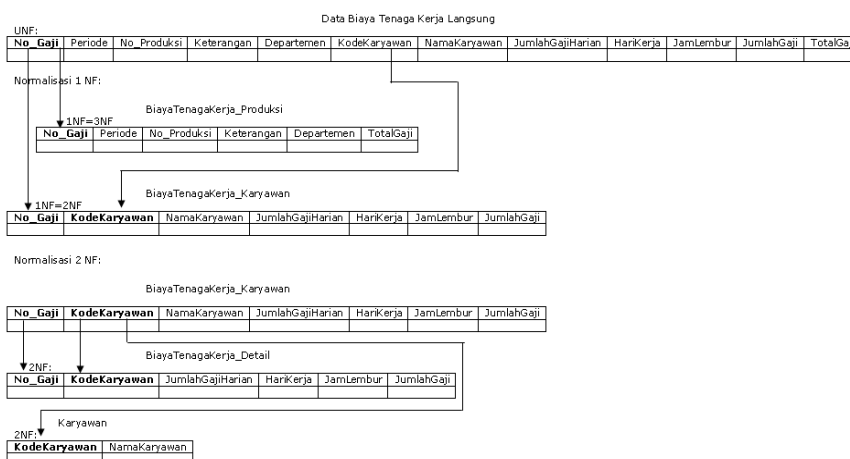 Data Biaya Tenaga Kerja Langsung
UNF:
No_Gaji Periode No_Produksi Keterangan Departemen KodeKaryawan NamaKaryawan JumlahGajiHarian HariKerja JamLembur JumlahGaji TotalGa
Normalisasi 1 NF:
BiayaTenagaKerja_Produksi
1NF=3NF
No_Gaji Periode No_Produksi Keterangan Departemen TotalGaji
BiayaTenagaKerja_Karyawan
1NF=2NF
No_Gaji KodeKaryawan NamaKaryawan JumlahGajiHarian HariKerja JamLembur JumlahGaji
Normalisasi 2 NF:
BiayaTenagaKerja_Karyawan
No_Gaji KodeKaryawan NamaKaryawan JumlahGajiHarian HariKerja JamLembur JumlahGaji
BiayaTenagaKerja_Detail
2NF:
No_Gaji KodeKaryawan JumlahGajiHarian HariKerja JamLembur JumlahGaji
Karyawan
2NF:
KodeKaryawan NamaKaryawan